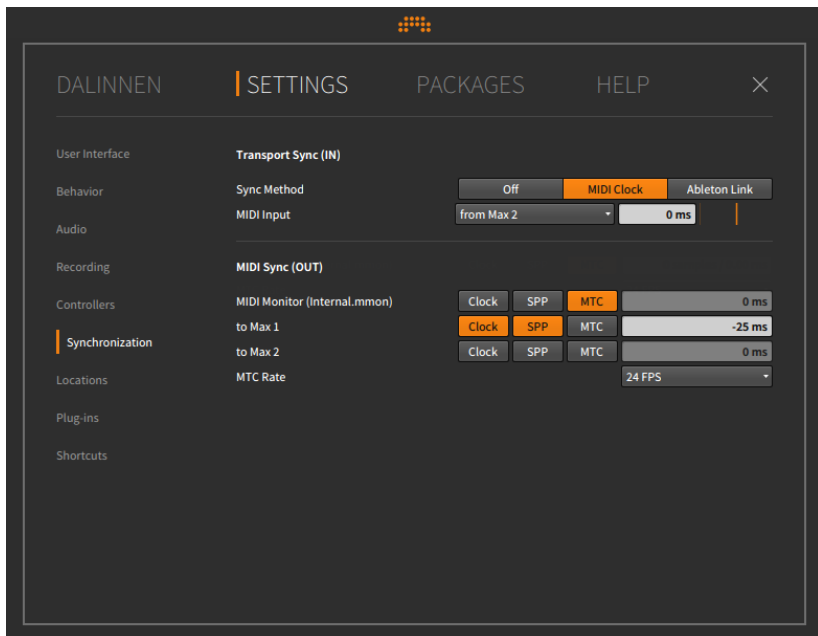 DALINNEN SETTINGS PACKAGES HELP
User Interface
Behavior
Audio
Recording
Controllers
Synchronization
Locations
Plug-ins
Shortcuts
Transport Sync (IN)
Sync Method Off MIDI Clock Ableton Link
MIDI Input from Max 2 0 ms
MIDI Sync (OUT)
MIDI Monitor (Internal.mmon) Clock SPP MTC 0 ms
to Max 1 Clock SPP MTC -25 ms
to Max 2 Clock SPP MTC 0 ms
MTC Rate 24 FPS